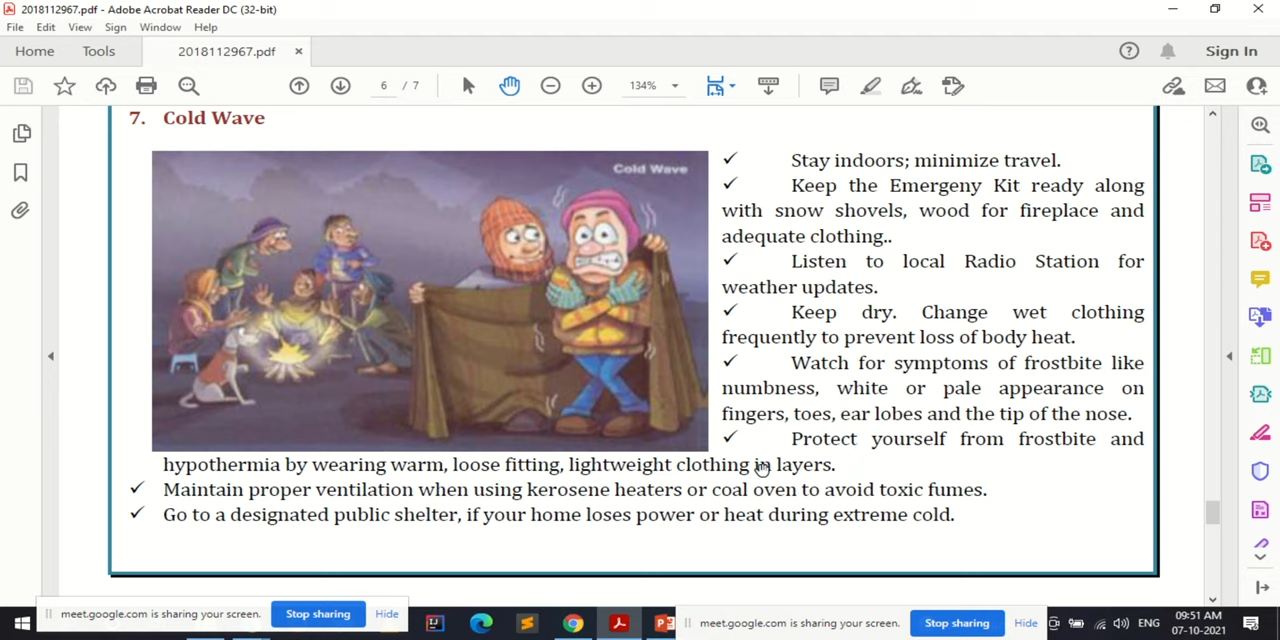 2018112967.pdf - Adobe Acrobat Reader DC (32-bit)
File Edit View Sign Window Help
Home Tools 2018112967.pdf × Sign In
6 / 7 134%
7. Cold Wave
Cold Wave
✓ Stay indoors; minimize travel.
✓ Keep the Emergeny Kit ready along
with snow shovels, wood for fireplace and
adequate clothing..
✓ Listen to local Radio Station for
weather updates.
✓ Keep dry. Change wet clothing
frequently to prevent loss of body heat.
✓ Watch for symptoms of frostbite like
numbness, white or pale appearance on
fingers, toes, ear lobes and the tip of the nose.
✓ Protect yourself from frostbite and
hypothermia by wearing warm, loose fitting, lightweight clothing in layers.
✓ Maintain proper ventilation when using kerosene heaters or coal oven to avoid toxic fumes.
✓ Go to a designated public shelter, if your home loses power or heat during extreme cold.
meet.google.com is sharing your screen. Stop sharing Hide
meet.google.com is sharing your screen. Stop sharing Hide
ENG
09:51 AM
07-10-2021